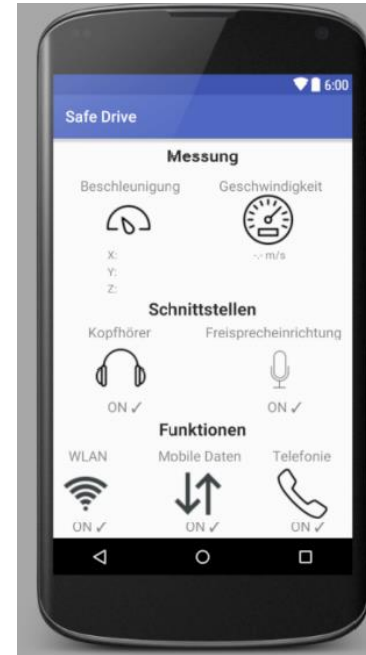 6:00
Safe Drive
Messung
Beschleunigung Geschwindigkeit
X: -.- m/s
Y:
Z:
Schnittstellen
Kopfhörer Freisprecheinrichtung
ON ✓ ON ✓
Funktionen
WLAN Mobile Daten Telefonie
ON ✓ ON ✓ ON ✓